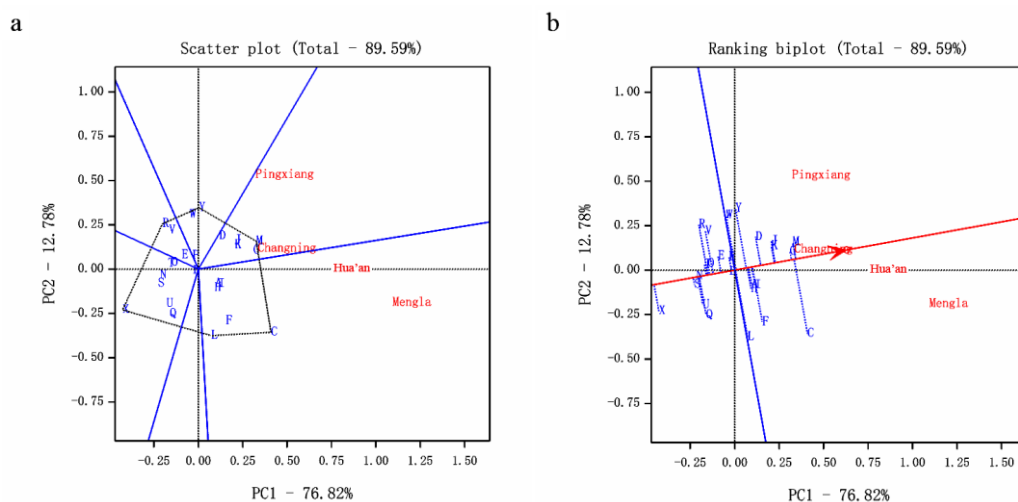 a
Scatter plot (Total - 89.59%)
1.00
0.75
0.50
0.25
0.00
-0.25
-0.50
-0.75
PC2 - 12.78%
Pingxiang
Changning
Hua'an
Mengla
R
V
W
Y
D
I
K
M
G
E
O
N
S
U
Q
X
H
F
L
C
-0.25 0.00 0.25 0.50 0.75 1.00 1.25 1.50
PC1 - 76.82%
b
Ranking biplot (Total - 89.59%)
1.00
0.75
0.50
0.25
0.00
-0.25
-0.50
-0.75
PC2 - 12.78%
Pingxiang
Changning
Hua'an
Mengla
R
V
W
Y
D
I
K
M
E
S
U
Q
X
H
F
L
C
-0.25 0.00 0.25 0.50 0.75 1.00 1.25 1.50
PC1 - 76.82%